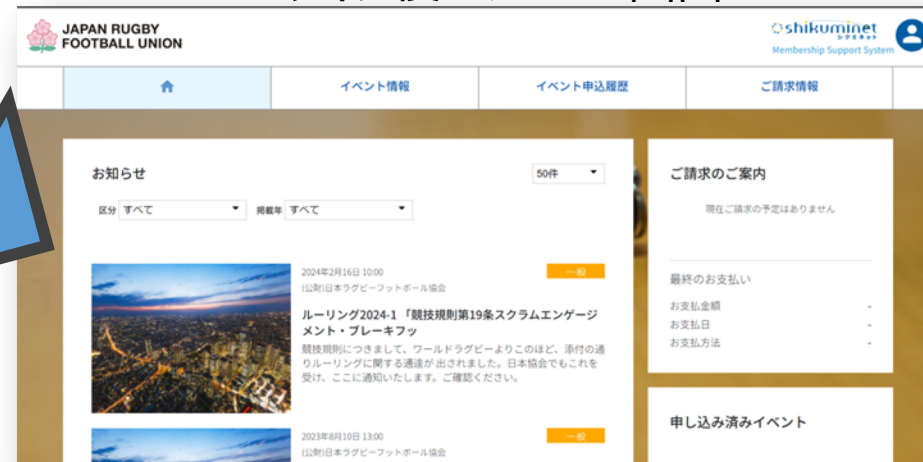 JAPAN RUGBY
FOOTBALL UNION
shikuminet
シクミネット
Membership Support System
イベント情報
イベント申込履歴
ご請求情報
お知らせ
50件
区分 すべて
掲載年 すべて
2024年2月16日 10:00
一般
(公財)日本ラグビーフットボール協会
ルーリング2024-1 「競技規則第19条スクラムエンゲージ
メント・ブレーキフッ
競技規則につきまして、ワールドラグビーよりこのほど、添付の通
りルーリングに関する通達が出されました。日本協会でもこれを
受け、ここに通知いたします。ご確認ください。
2023年8月10日 13:00
一般
(公財)日本ラグビーフットボール協会
ご請求のご案内
現在ご請求の予定はありません
最終のお支払い
お支払金額 -
お支払日 -
お支払方法 -
申し込み済みイベント